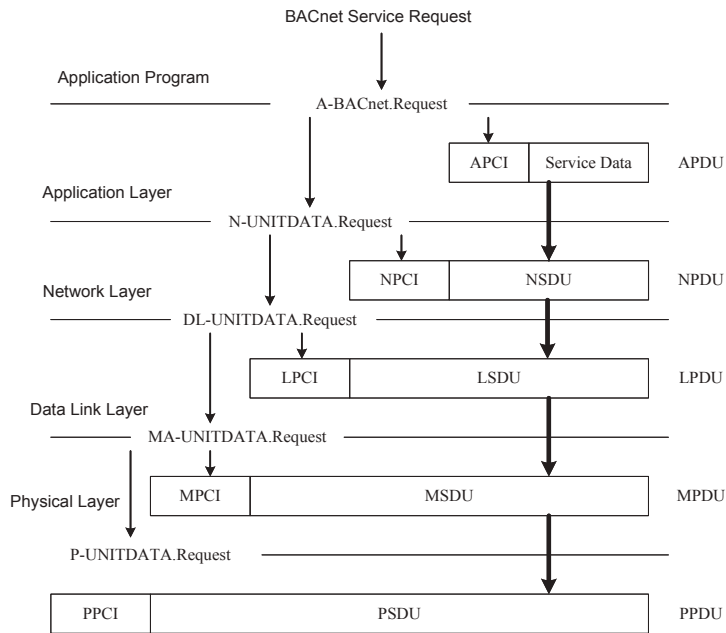 BACnet Service Request
Application Program
A-BACnet.Request
APCI Service Data APDU
Application Layer
N-UNITDATA.Request
NPCI NSDU NPDU
Network Layer
DL-UNITDATA.Request
LPCI LSDU LPDU
Data Link Layer
MA-UNITDATA.Request
MPCI MSDU MPDU
Physical Layer
P-UNITDATA.Request
PPCI PSDU PPDU